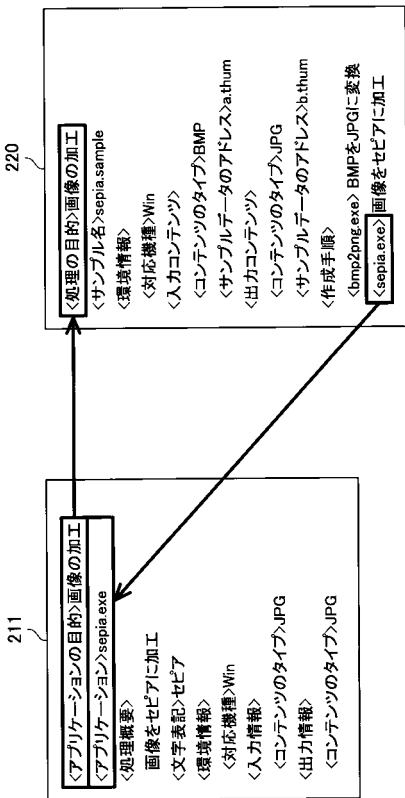 211
<アプリケーションの目的>画像の加工
<アプリケーション>sepia.exe
<処理概要>
画像をセピアに加工
<文字表記>セピア
<環境情報>
<対応機種>Win
<入力情報>
<コンテンツのタイプ>JPG
<出力情報>
<コンテンツのタイプ>JPG
220
<処理の目的>画像の加工
<サンプル名>sepia.sample
<環境情報>
<対応機種>Win
<入力コンテンツ>
<コンテンツのタイプ>BMP
<サンプルデータのアドレス>a.thum
<出力コンテンツ>
<コンテンツのタイプ>JPG
<サンプルデータのアドレス>b.thum
<作成手順>
<bmp2png.exe> BMPをJPGに変換
<sepia.exe> 画像をセピアに加工